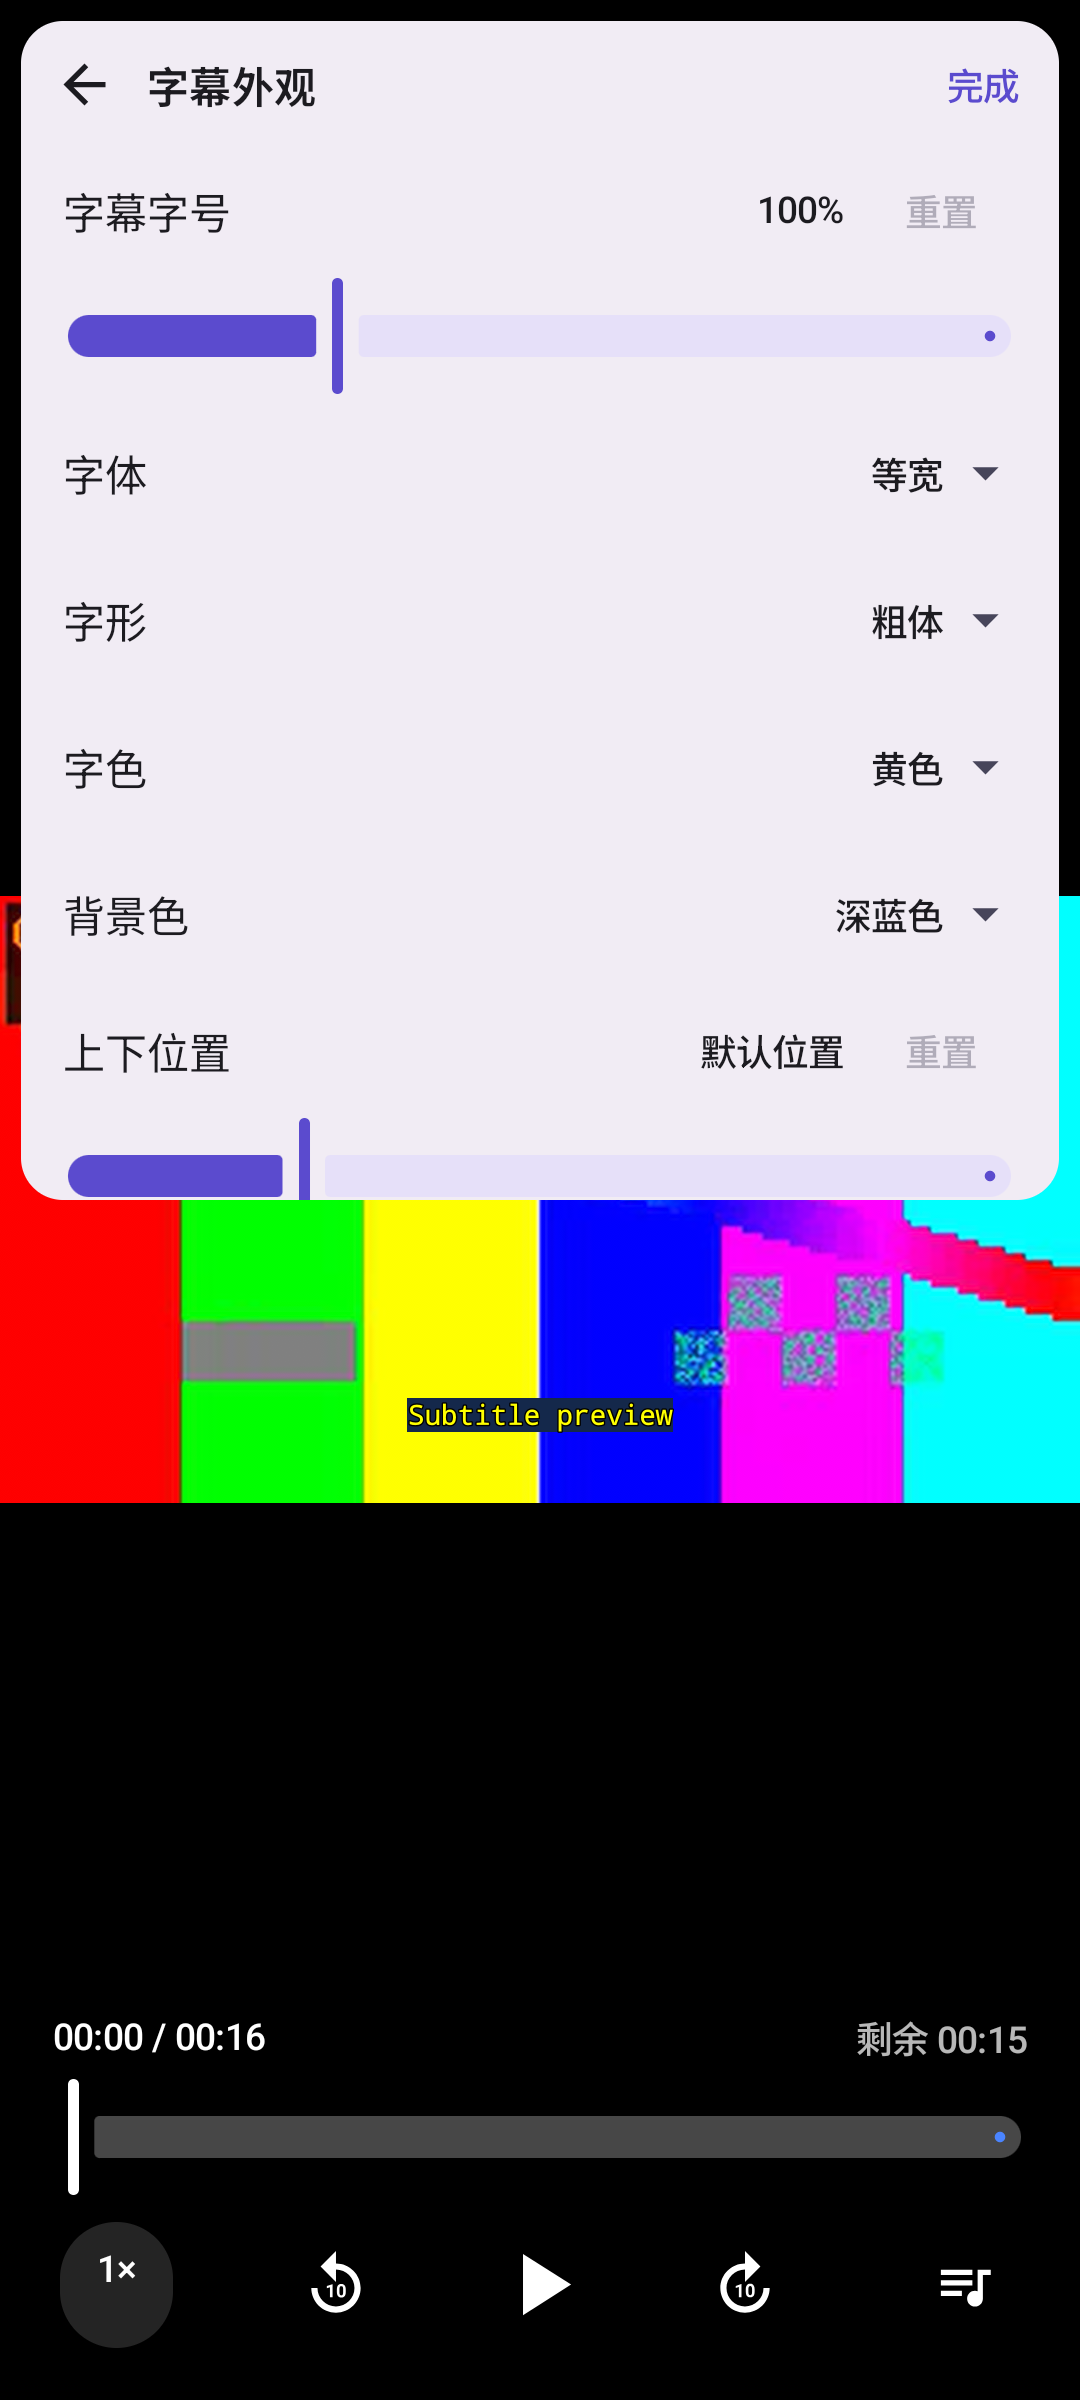 字幕外观 完成
字幕字号 100% 重置
字体 等宽
字形 粗体
字色 黄色
背景色 深蓝色
上下位置 默认位置 重置
Subtitle preview
00:00 / 00:16 剩余 00:15
1×
10 10